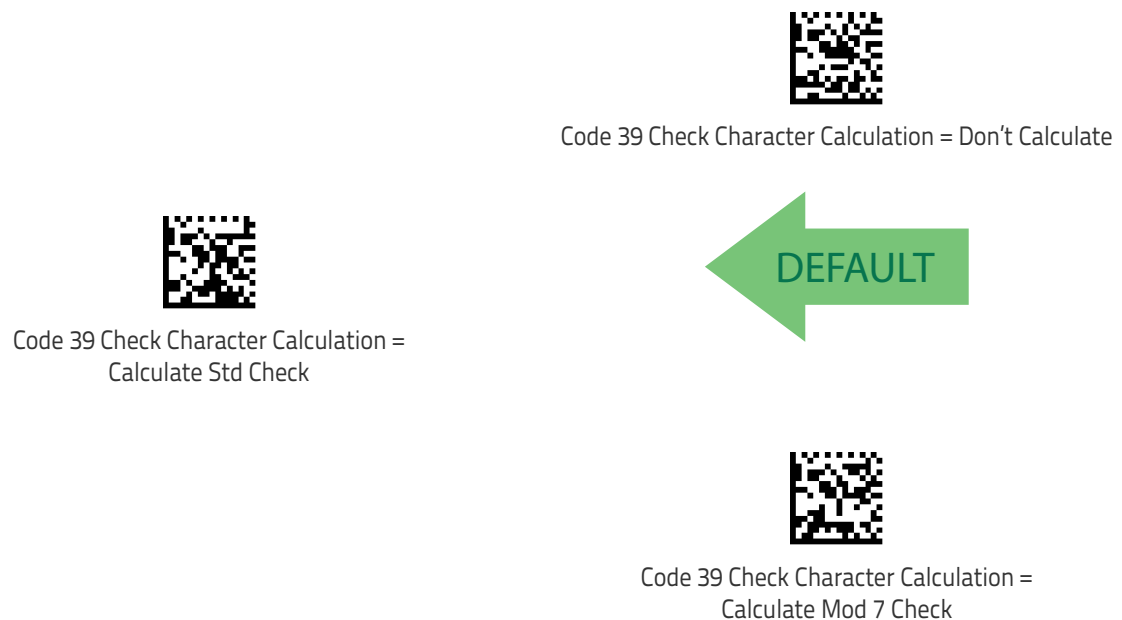 Code 39 Check Character Calculation = Don't Calculate
DEFAULT
Code 39 Check Character Calculation =
Calculate Std Check
Code 39 Check Character Calculation =
Calculate Mod 7 Check